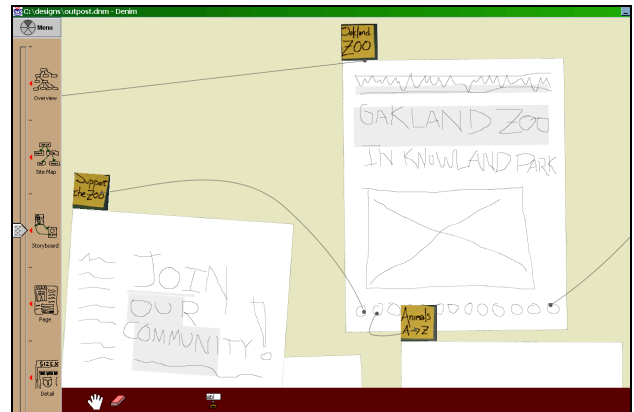 C:\designs\outpost.dnm - Denim
Menu
Overview
Site Map
Storyboard
Page
Detail
Oakland
ZOO
GAKLAND ZOO
IN KNOWLAND PARK
Support
the Zoo
JOIN
OUR
COMMUNITY!
Animals
A→Z